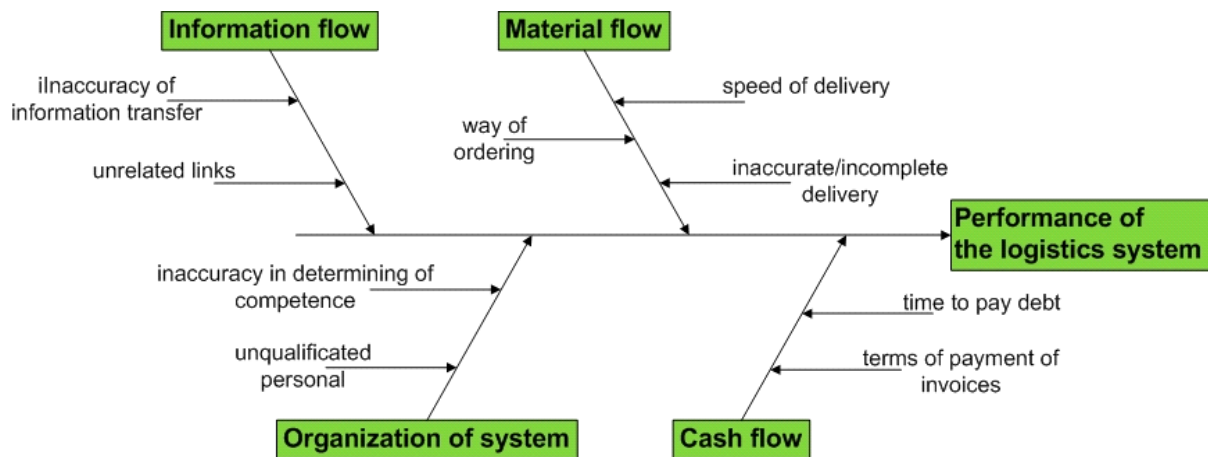 Information flow
Material flow
iInaccuracy of
information transfer
unrelated links
speed of delivery
way of
ordering
inaccurate/incomplete
delivery
Performance of
the logistics system
inaccuracy in determining of
competence
unqualificated
personal
time to pay debt
terms of payment of
invoices
Organization of system
Cash flow